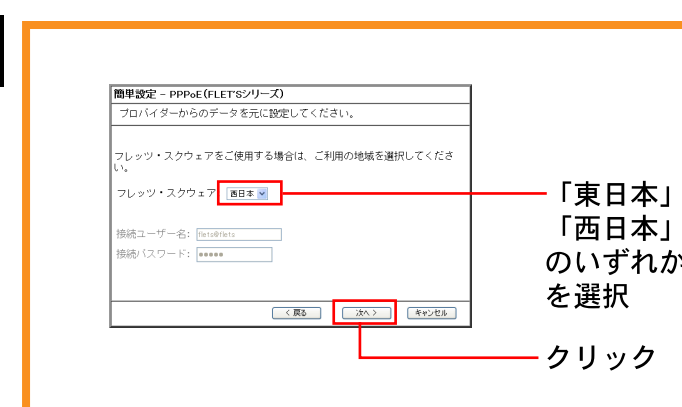 簡単設定 - PPPoE(FLET'Sシリーズ)
プロバイダーからのデータを元に設定してください。
フレッツ・スクウェアをご使用する場合は、ご利用の地域を選択してくださ
い。
フレッツ・スクウェア 西日本
接続ユーザー名: flets@flets
接続パスワード: *****
< 戻る 次へ > キャンセル
「東日本」
「西日本」
のいずれか
を選択
クリック